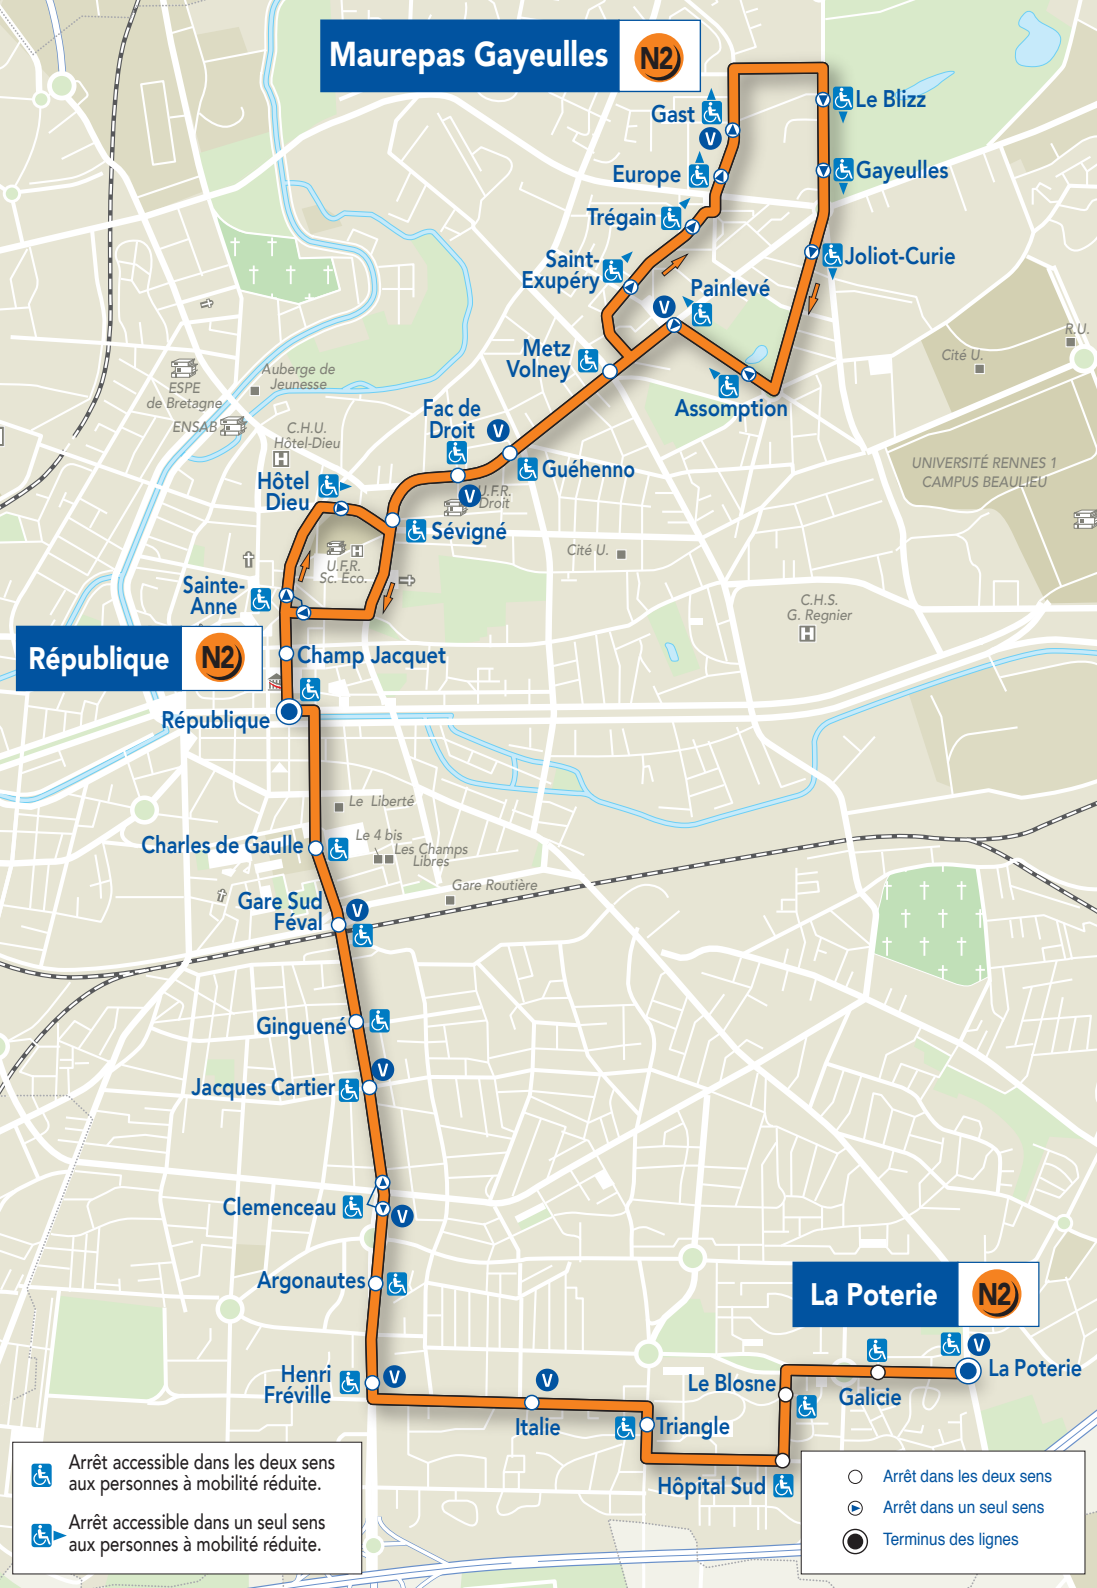 Maurepas Gayeulles
N2
Gast
V
Le Blizz
Europe
Gayeulles
Trégain
Joliot-Curie
Saint-
Exupéry
Painlevé
V
Metz
Volney
Assomption
R.U.
Cité U.
ESPE
de Bretagne
Auberge de
Jeunesse
ENSAB
C.H.U.
Hôtel-Dieu
H
Fac de
Droit
V
Guéhenno
UNIVERSITÉ RENNES 1
CAMPUS BEAULIEU
Hôtel
Dieu
V
U.F.R.
Droit
Sévigné
Cité U.
H
U.F.R.
Sc. Éco.
Sainte-
Anne
C.H.S.
G. Regnier
H
République
N2
Champ Jacquet
République
Le Liberté
Charles de Gaulle
Le 4 bis
Les Champs
Libres
Gare Routière
Gare Sud
Féval
V
Ginguené
Jacques Cartier
V
Clemenceau
V
Argonautes
La Poterie
N2
Henri
Fréville
V
V
Italie
Triangle
Le Blosne
Galicie
V
La Poterie
Hôpital Sud
Arrêt accessible dans les deux sens
aux personnes à mobilité réduite.
Arrêt accessible dans un seul sens
aux personnes à mobilité réduite.
Arrêt dans les deux sens
Arrêt dans un seul sens
Terminus des lignes